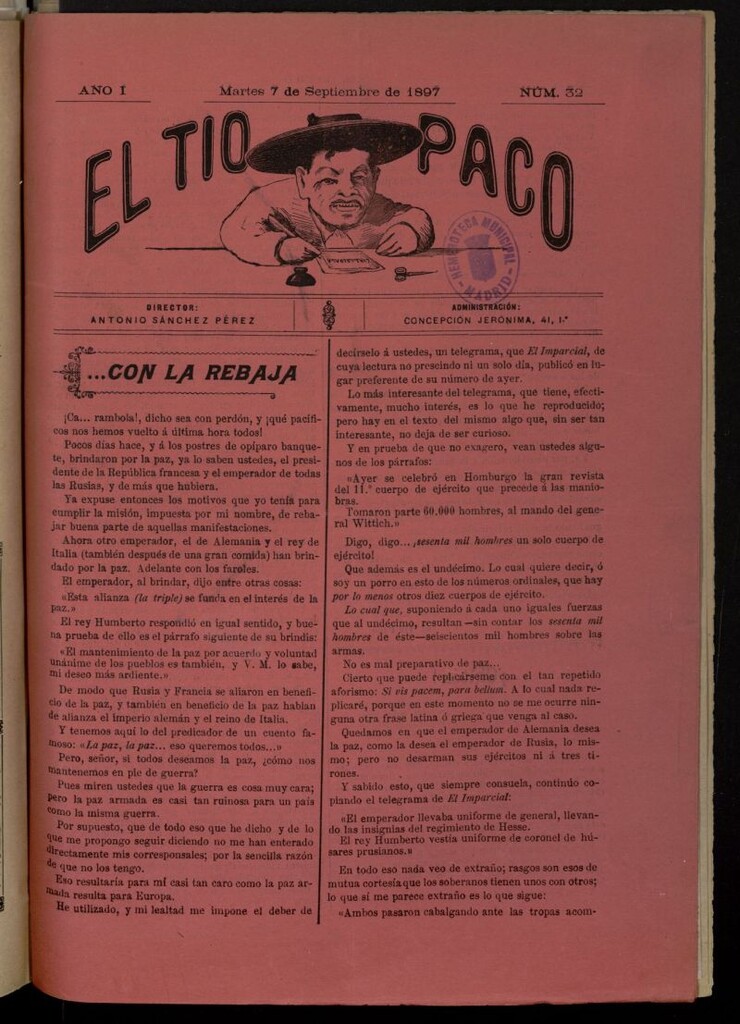 AÑO I
Martes 7 de Septiembre de 1897
NÚM. 32
EL TIO PACO
HEMEROTECA MUNICIPAL
MADRID
DIRECTOR:
ANTONIO SÁNCHEZ PÉREZ
ADMINISTRACIÓN:
CONCEPCIÓN JERÓNIMA, 41, 1.º
...CON LA REBAJA
¡Ca... rambola!, dicho sea con perdón, y ¡qué pacífi-
cos nos hemos vuelto á última hora todos!
Pocos días hace, y á los postres de opíparo banque-
te, brindaron por la paz, ya lo saben ustedes, el presi-
dente de la República francesa y el emperador de todas
las Rusias, y de más que hubiera.
Ya expuse entonces los motivos que yo tenía para
cumplir la misión, impuesta por mi nombre, de reba-
jar buena parte de aquellas manifestaciones.
Ahora otro emperador, el de Alemania y el rey de
Italia (también después de una gran comida) han brin-
dado por la paz. Adelante con los faroles.
El emperador, al brindar, dijo entre otras cosas:
«Esta alianza (la triple) se funda en el interés de la
paz.»
El rey Humberto respondió en igual sentido, y bue-
na prueba de ello es el párrafo siguiente de su brindis:
«El mantenimiento de la paz por acuerdo y voluntad
unánime de los pueblos es también, y V. M. lo sabe,
mi deseo más ardiente.»
De modo que Rusia y Francia se aliaron en benefi-
cio de la paz, y también en beneficio de la paz habían
de alianza el imperio alemán y el reino de Italia.
Y tenemos aquí lo del predicador de un cuento fa-
moso: «La paz, la paz... eso queremos todos...»
Pero, señor, si todos deseamos la paz, ¿cómo nos
mantenemos en pie de guerra?
Pues miren ustedes que la guerra es cosa muy cara;
pero la paz armada es casi tan ruinosa para un país
como la misma guerra.
Por supuesto, que de todo eso que he dicho y de lo
que me propongo seguir diciendo no me han enterado
directamente mis corresponsales; por la sencilla razón
de que no los tengo.
Eso resultaría para mí casi tan caro como la paz ar-
mada resulta para Europa.
He utilizado, y mi lealtad me impone el deber de
decírselo á ustedes, un telegrama, que El Imparcial, de
cuya lectura no prescindo ni un solo día, publicó en lu-
gar preferente de su número de ayer.
Lo más interesante del telegrama, que tiene, efecti-
vamente, mucho interés, es lo que he reproducido;
pero hay en el texto del mismo algo que, sin ser tan
interesante, no deja de ser curioso.
Y en prueba de que no exagero, vean ustedes algu-
nos de los párrafos:
«Ayer se celebró en Homburgo la gran revista
del 11.º cuerpo de ejército que precede á las manio-
bras.
Tomaron parte 60.000 hombres, al mando del gene-
ral Wittich.»
Digo, digo... ¡sesenta mil hombres un solo cuerpo de
ejército!
Que además es el undécimo. Lo cual quiere decir, ó
soy un porro en esto de los números ordinales, que hay
por lo menos otros diez cuerpos de ejército.
Lo cual que, suponiendo á cada uno iguales fuerzas
que al undécimo, resultan—sin contar los sesenta mil
hombres de éste—seiscientos mil hombres sobre las
armas.
No es mal preparativo de paz...
Cierto que puede replicárseme con el tan repetido
aforismo: Si vis pacem, para bellum. A lo cual nada re-
plicaré, porque en este momento no se me ocurre nin-
guna otra frase latina ó griega que venga al caso.
Quedamos en que el emperador de Alemania desea
la paz, como la desea el emperador de Rusia, lo mis-
mo; pero no desarman sus ejércitos ni á tres ti-
rones.
Y sabido esto, que siempre consuela, continúo co-
piando el telegrama de El Imparcial:
«El emperador llevaba uniforme de general, llevan-
do las insignias del regimiento de Hesse.
El rey Humberto vestía uniforme de coronel de hú-
sares prusianos.»
En todo eso nada veo de extraño; rasgos son esos de
mutua cortesía que los soberanos tienen unos con otros;
lo que sí me parece extraño es lo que sigue:
«Ambos pasaron cabalgando ante las tropas acom-